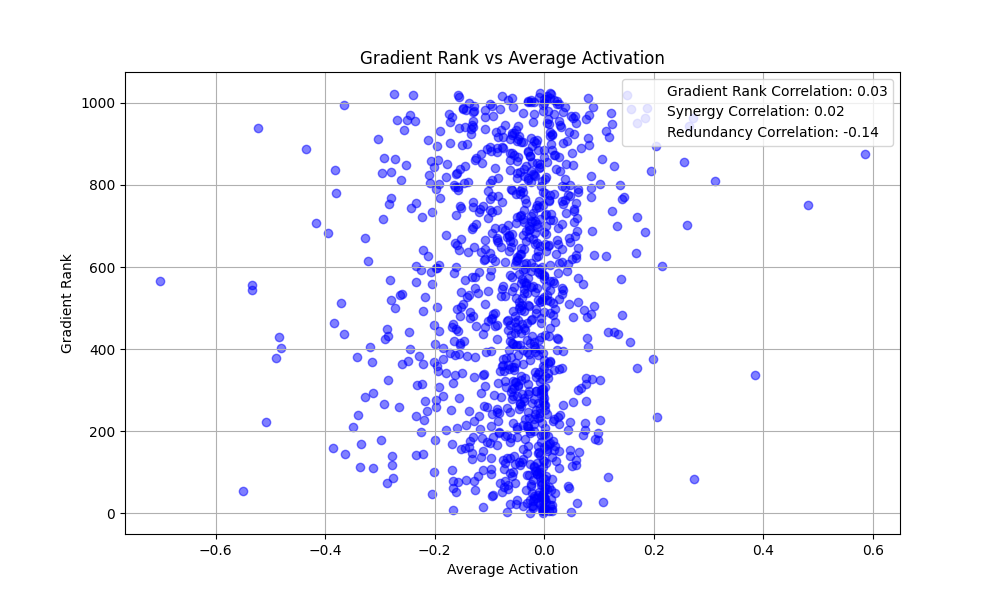 Gradient Rank vs Average Activation
Gradient Rank Correlation: 0.03
Synergy Correlation: 0.02
Redundancy Correlation: -0.14
1000
800
600
400
200
0
Gradient Rank
−0.6
−0.4
−0.2
0.0
0.2
0.4
0.6
Average Activation